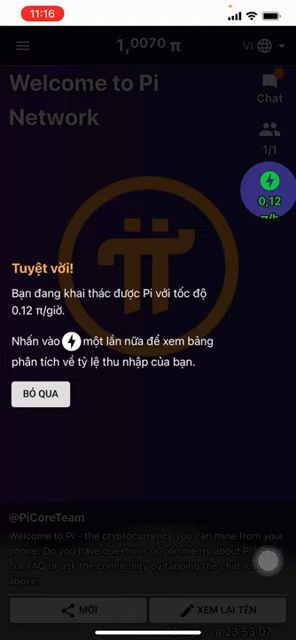 11:16
1,0070 π
VI
Welcome to Pi
Network
Chat
1/1
0,12
π/h
Tuyệt vời!
Bạn đang khai thác được Pi với tốc độ
0.12 π/giờ.
Nhấn vào một lần nữa để xem bảng
phân tích về tỷ lệ thu nhập của bạn.
BỎ QUA
@PiCoreTeam
Welcome to Pi - the cryptocurrency you can mine from your
phone. Do you have questions or comments about Pi?
our FAQ or ask the community by tapping the chat
above!
MỜI
XEM LẠI TÊN
23:53:07